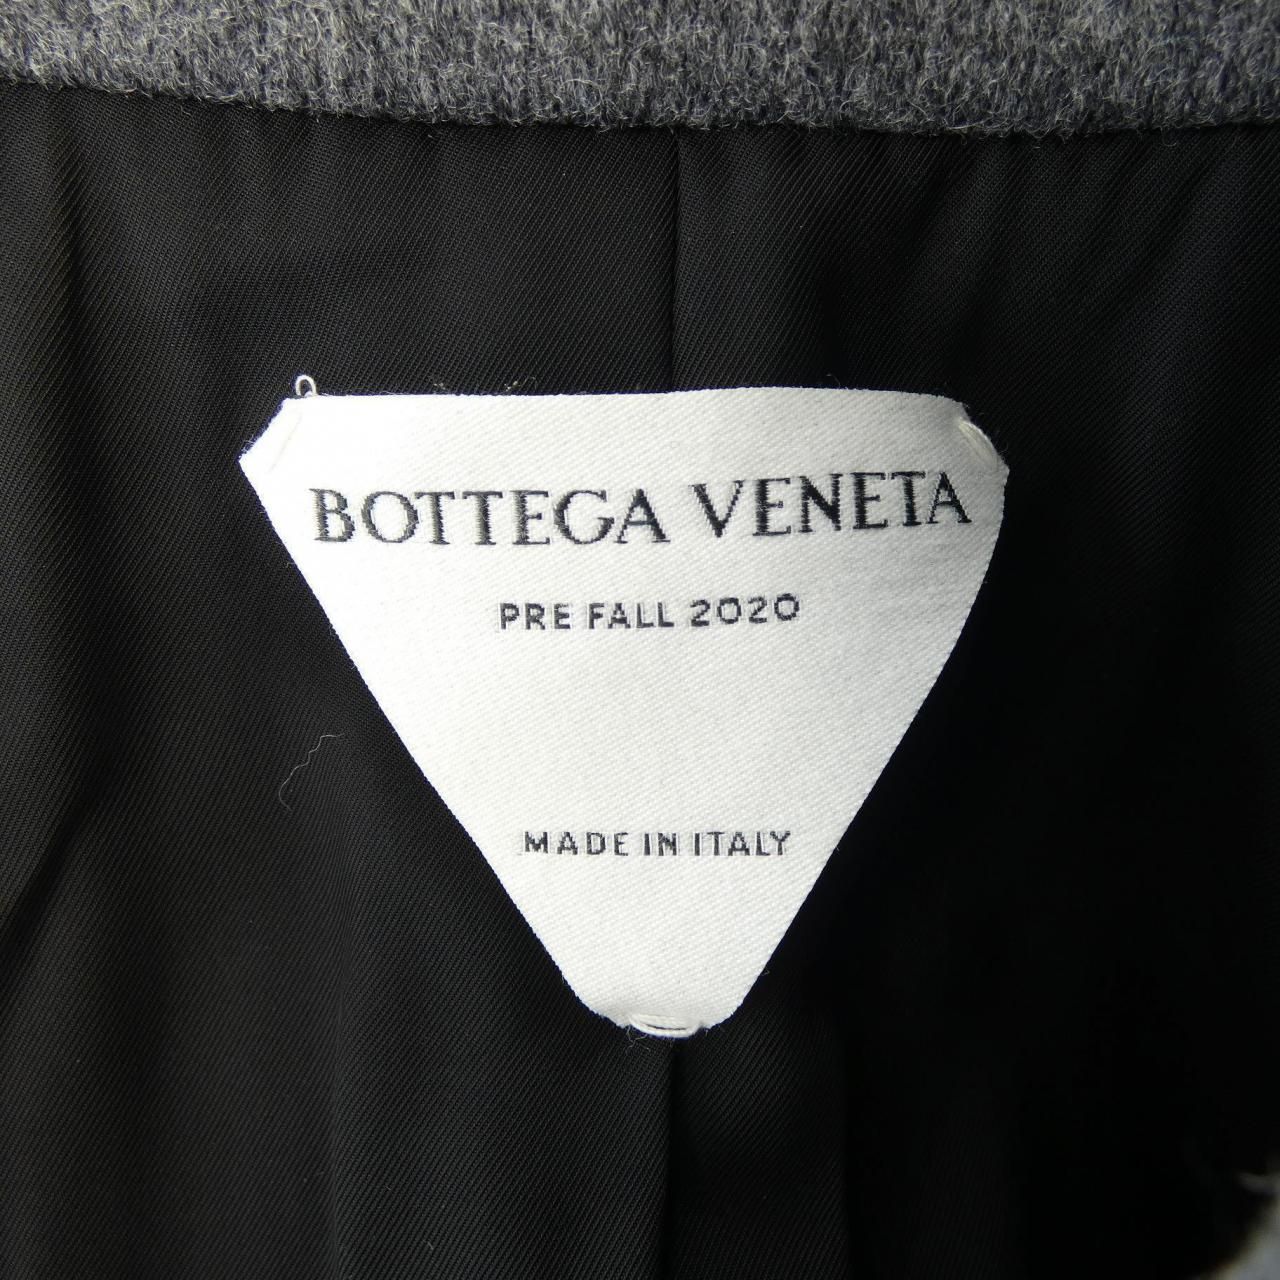 BOTTEGA VENETA
PRE FALL 2020
MADE IN ITALY